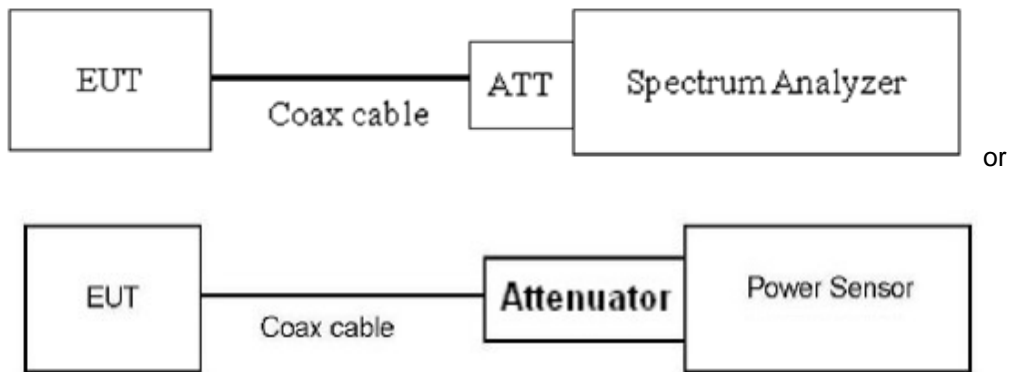 EUT
Coax cable
ATT
Spectrum Analyzer
or
EUT
Coax cable
Attenuator
Power Sensor